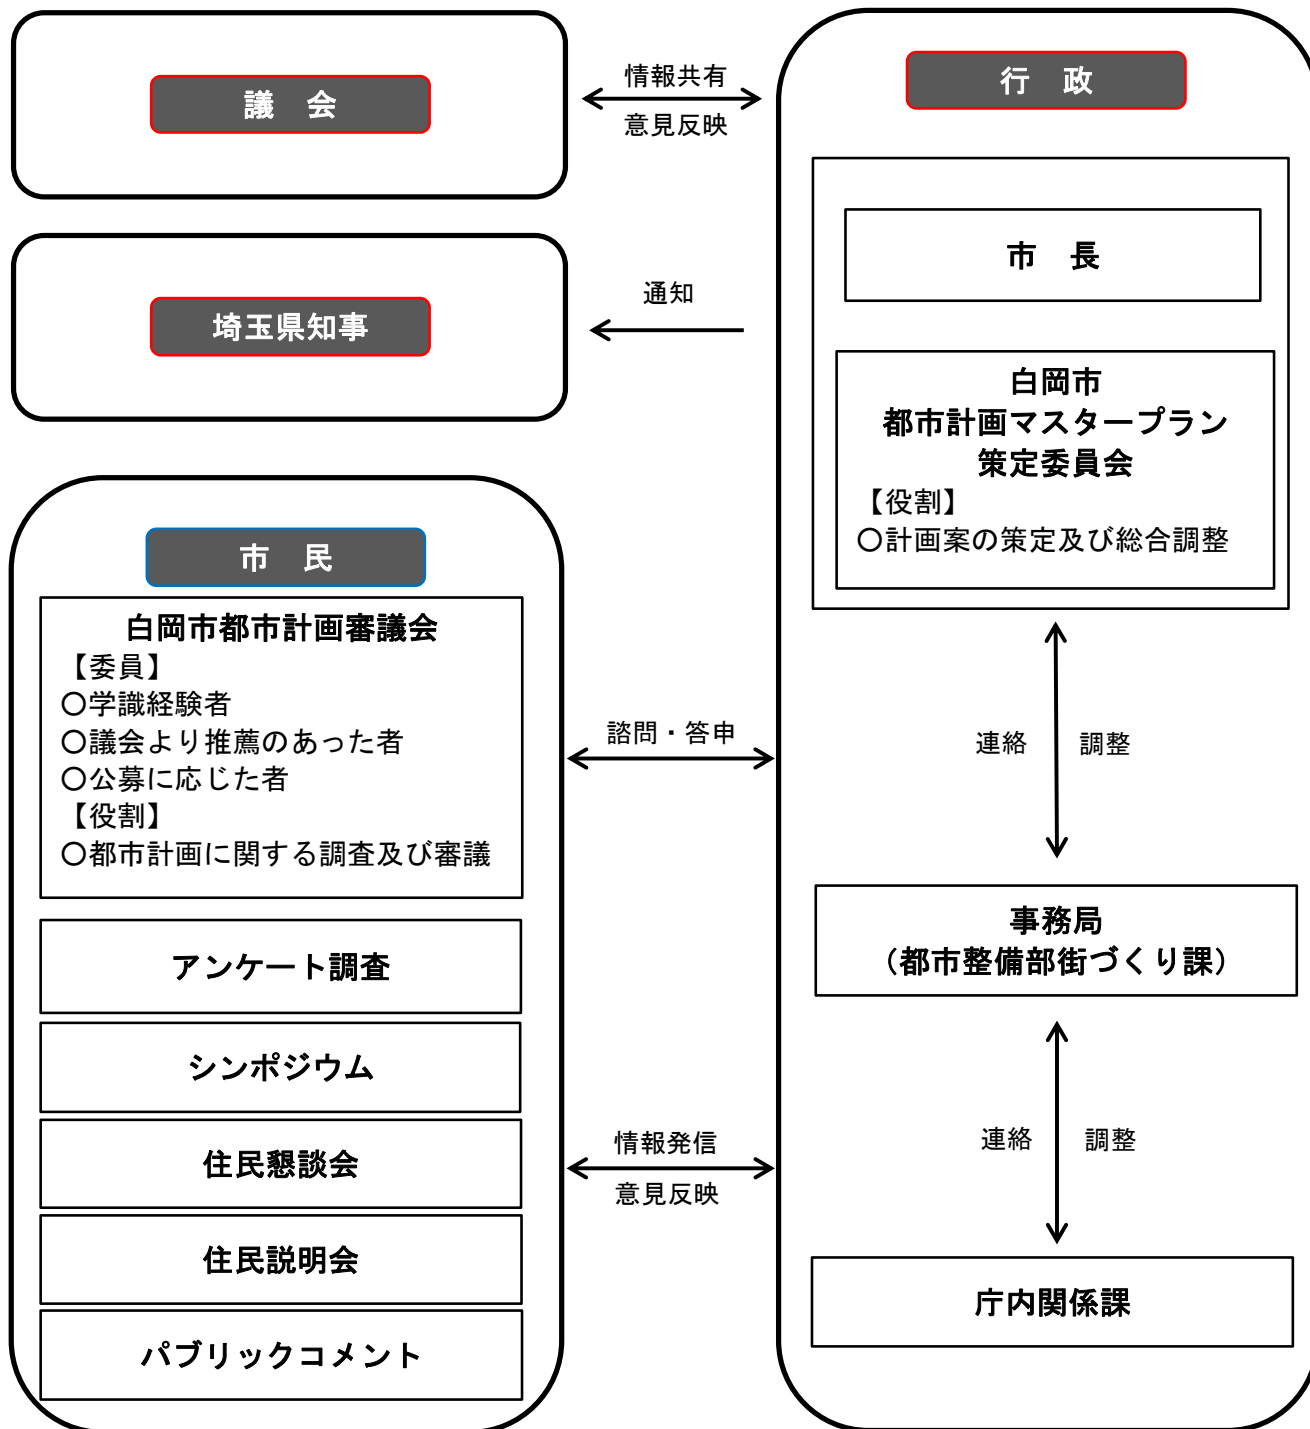 議　会
情報共有
意見反映
埼玉県知事
通知
行　政
市　長
白岡市
都市計画マスタープラン
策定委員会
【役割】
○計画案の策定及び総合調整
連絡　調整
事務局
（都市整備部街づくり課）
連絡　調整
庁内関係課
市　民
白岡市都市計画審議会
【委員】
○学識経験者
○議会より推薦のあった者
○公募に応じた者
【役割】
○都市計画に関する調査及び審議
諮問・答申
アンケート調査
シンポジウム
住民懇談会
住民説明会
パブリックコメント
情報発信
意見反映